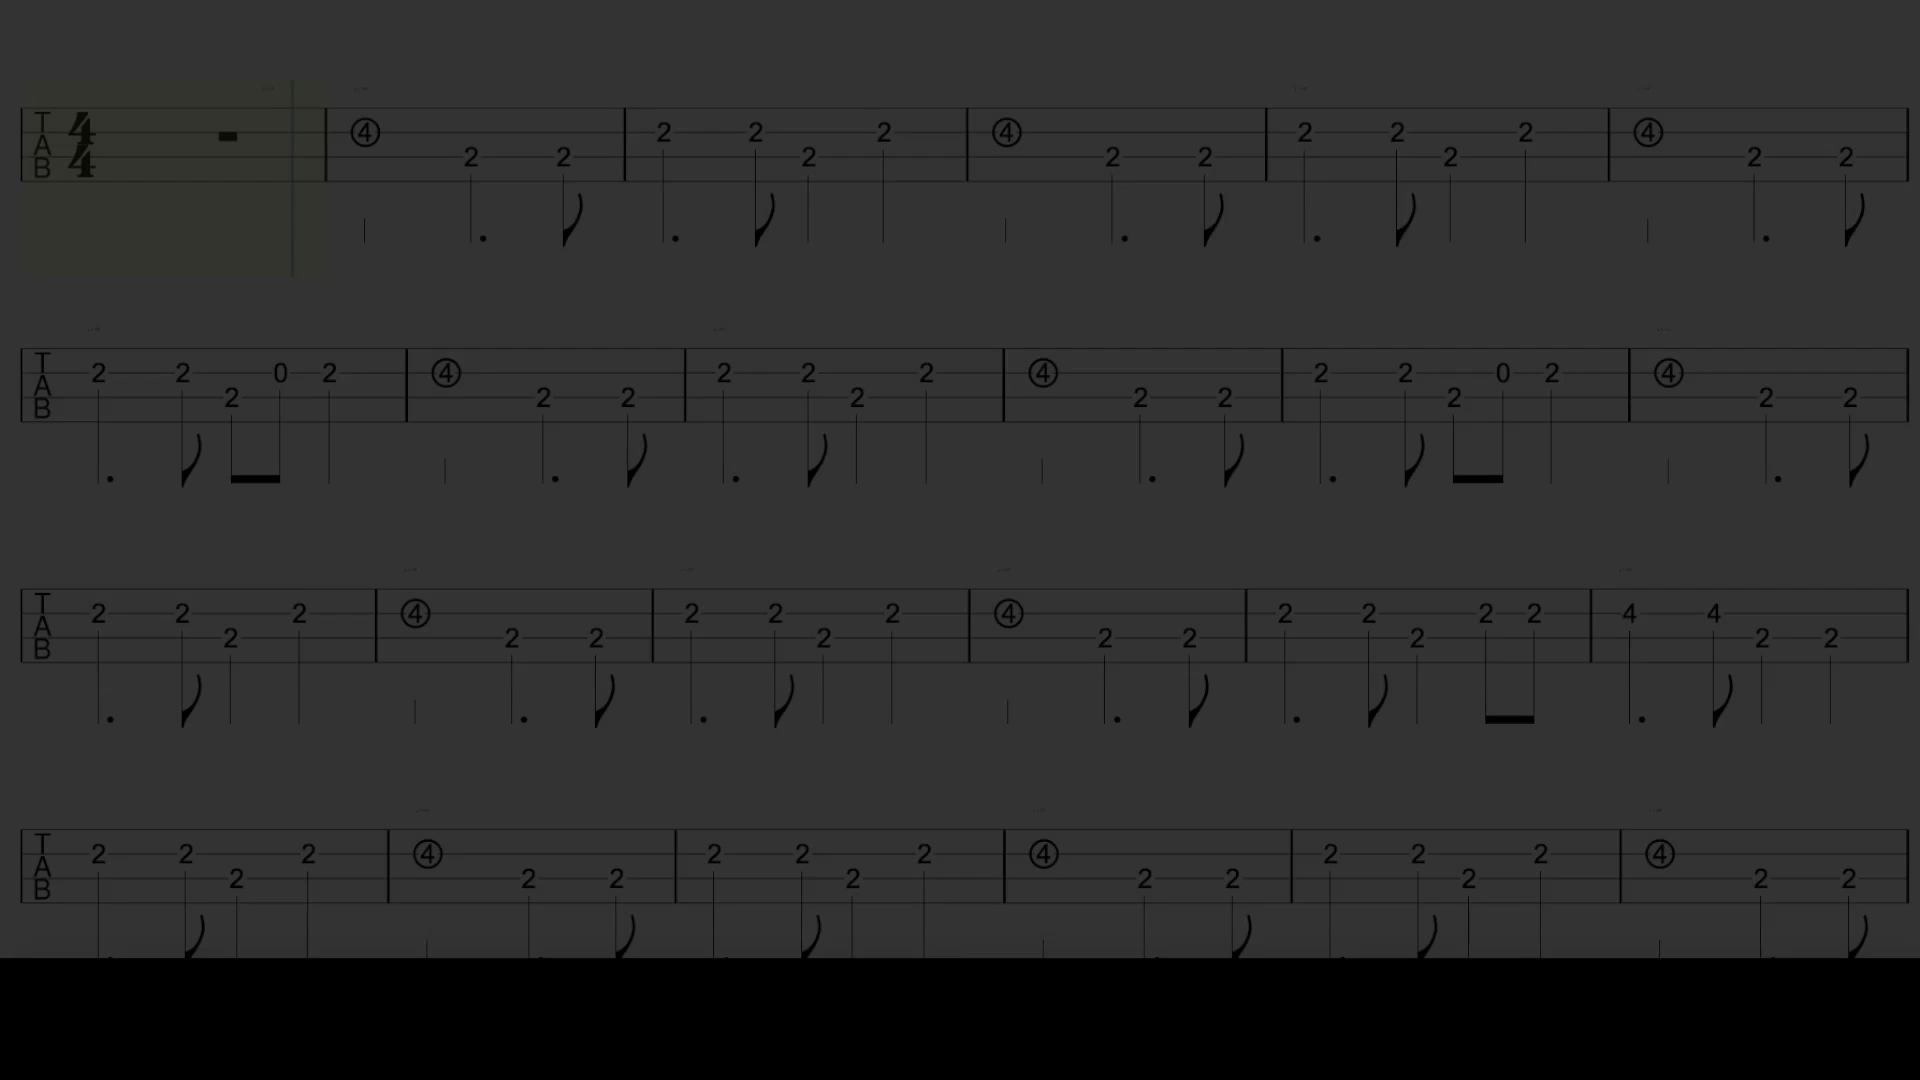 T A B 4 4
④ 2 2 2 2 2 2 ④ 2 2 2 2 2 2 ④ 2 2
T A B
2 2 2 0 2 ④ 2 2 2 2 2 2 ④ 2 2 2 2 2 0 2 ④ 2 2
T A B
2 2 2 2 ④ 2 2 2 2 2 2 ④ 2 2 2 2 2 2 2 4 4 2 2
T A B
2 2 2 2 ④ 2 2 2 2 2 2 ④ 2 2 2 2 2 2 ④ 2 2